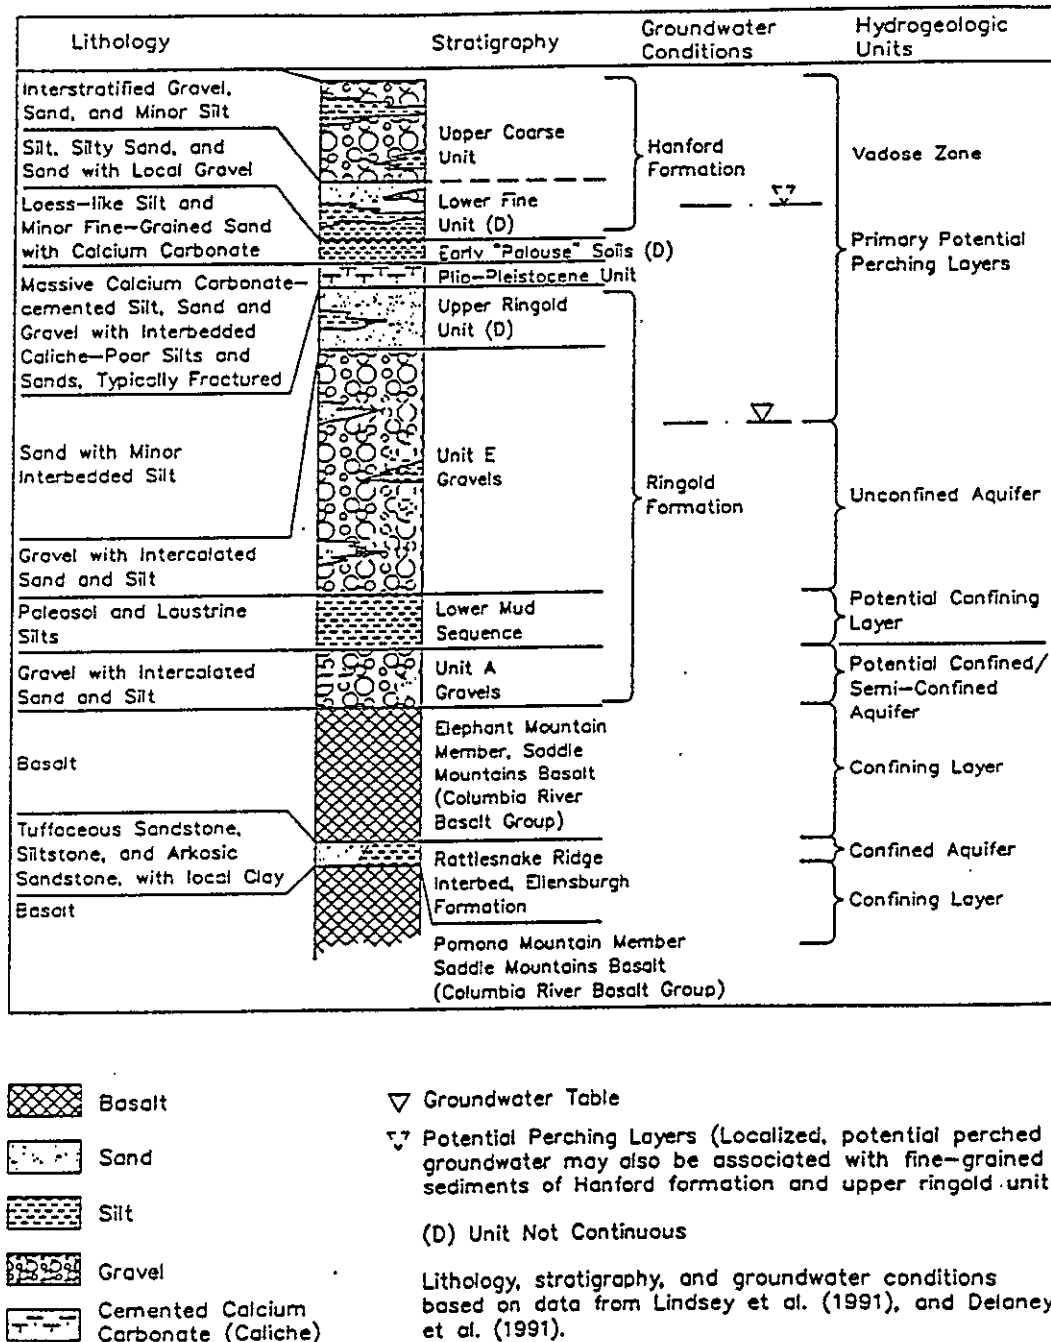 Lithology
Stratigraphy
Groundwater
Conditions
Hydrogeologic
Units
Interstratified Gravel,
Sand, and Minor Silt
Silt, Silty Sand, and
Sand with Local Gravel
Loess-like Silt and
Minor Fine-Grained Sand
with Calcium Carbonate
Massive Calcium Carbonate-
cemented Silt, Sand and
Gravel with Interbedded
Caliche-Poor Silts and
Sands, Typically Fractured
Sand with Minor
Interbedded Silt
Gravel with Intercalated
Sand and Silt
Paleosol and Laustrine
Silts
Gravel with Intercalated
Sand and Silt
Basalt
Tuffaceous Sandstone,
Siltstone, and Arkosic
Sandstone, with local Clay
Basalt
Upper Coarse
Unit
Lower Fine
Unit (D)
Early "Palouse" Soils (D)
Plio-Pleistocene Unit
Upper Ringold
Unit (D)
Unit E
Gravels
Lower Mud
Sequence
Unit A
Gravels
Elephant Mountain
Member, Saddle
Mountains Basalt
(Columbia River
Basalt Group)
Rattlesnake Ridge
Interbed, Ellensburgh
Formation
Pomona Mountain Member
Saddle Mountains Basalt
(Columbia River Basalt Group)
Hanford
Formation
Ringold
Formation
Vadose Zone
Primary Potential
Perching Layers
Unconfined Aquifer
Potential Confining
Layer
Potential Confined/
Semi-Confined
Aquifer
Confining Layer
Confined Aquifer
Confining Layer
Basalt
Sand
Silt
Gravel
Cemented Calcium
Carbonate (Caliche)
Groundwater Table
Potential Perching Layers (Localized, potential perched
groundwater may also be associated with fine-grained
sediments of Hanford formation and upper ringold unit
(D) Unit Not Continuous
Lithology, stratigraphy, and groundwater conditions
based on data from Lindsey et al. (1991), and Delaney
et al. (1991).